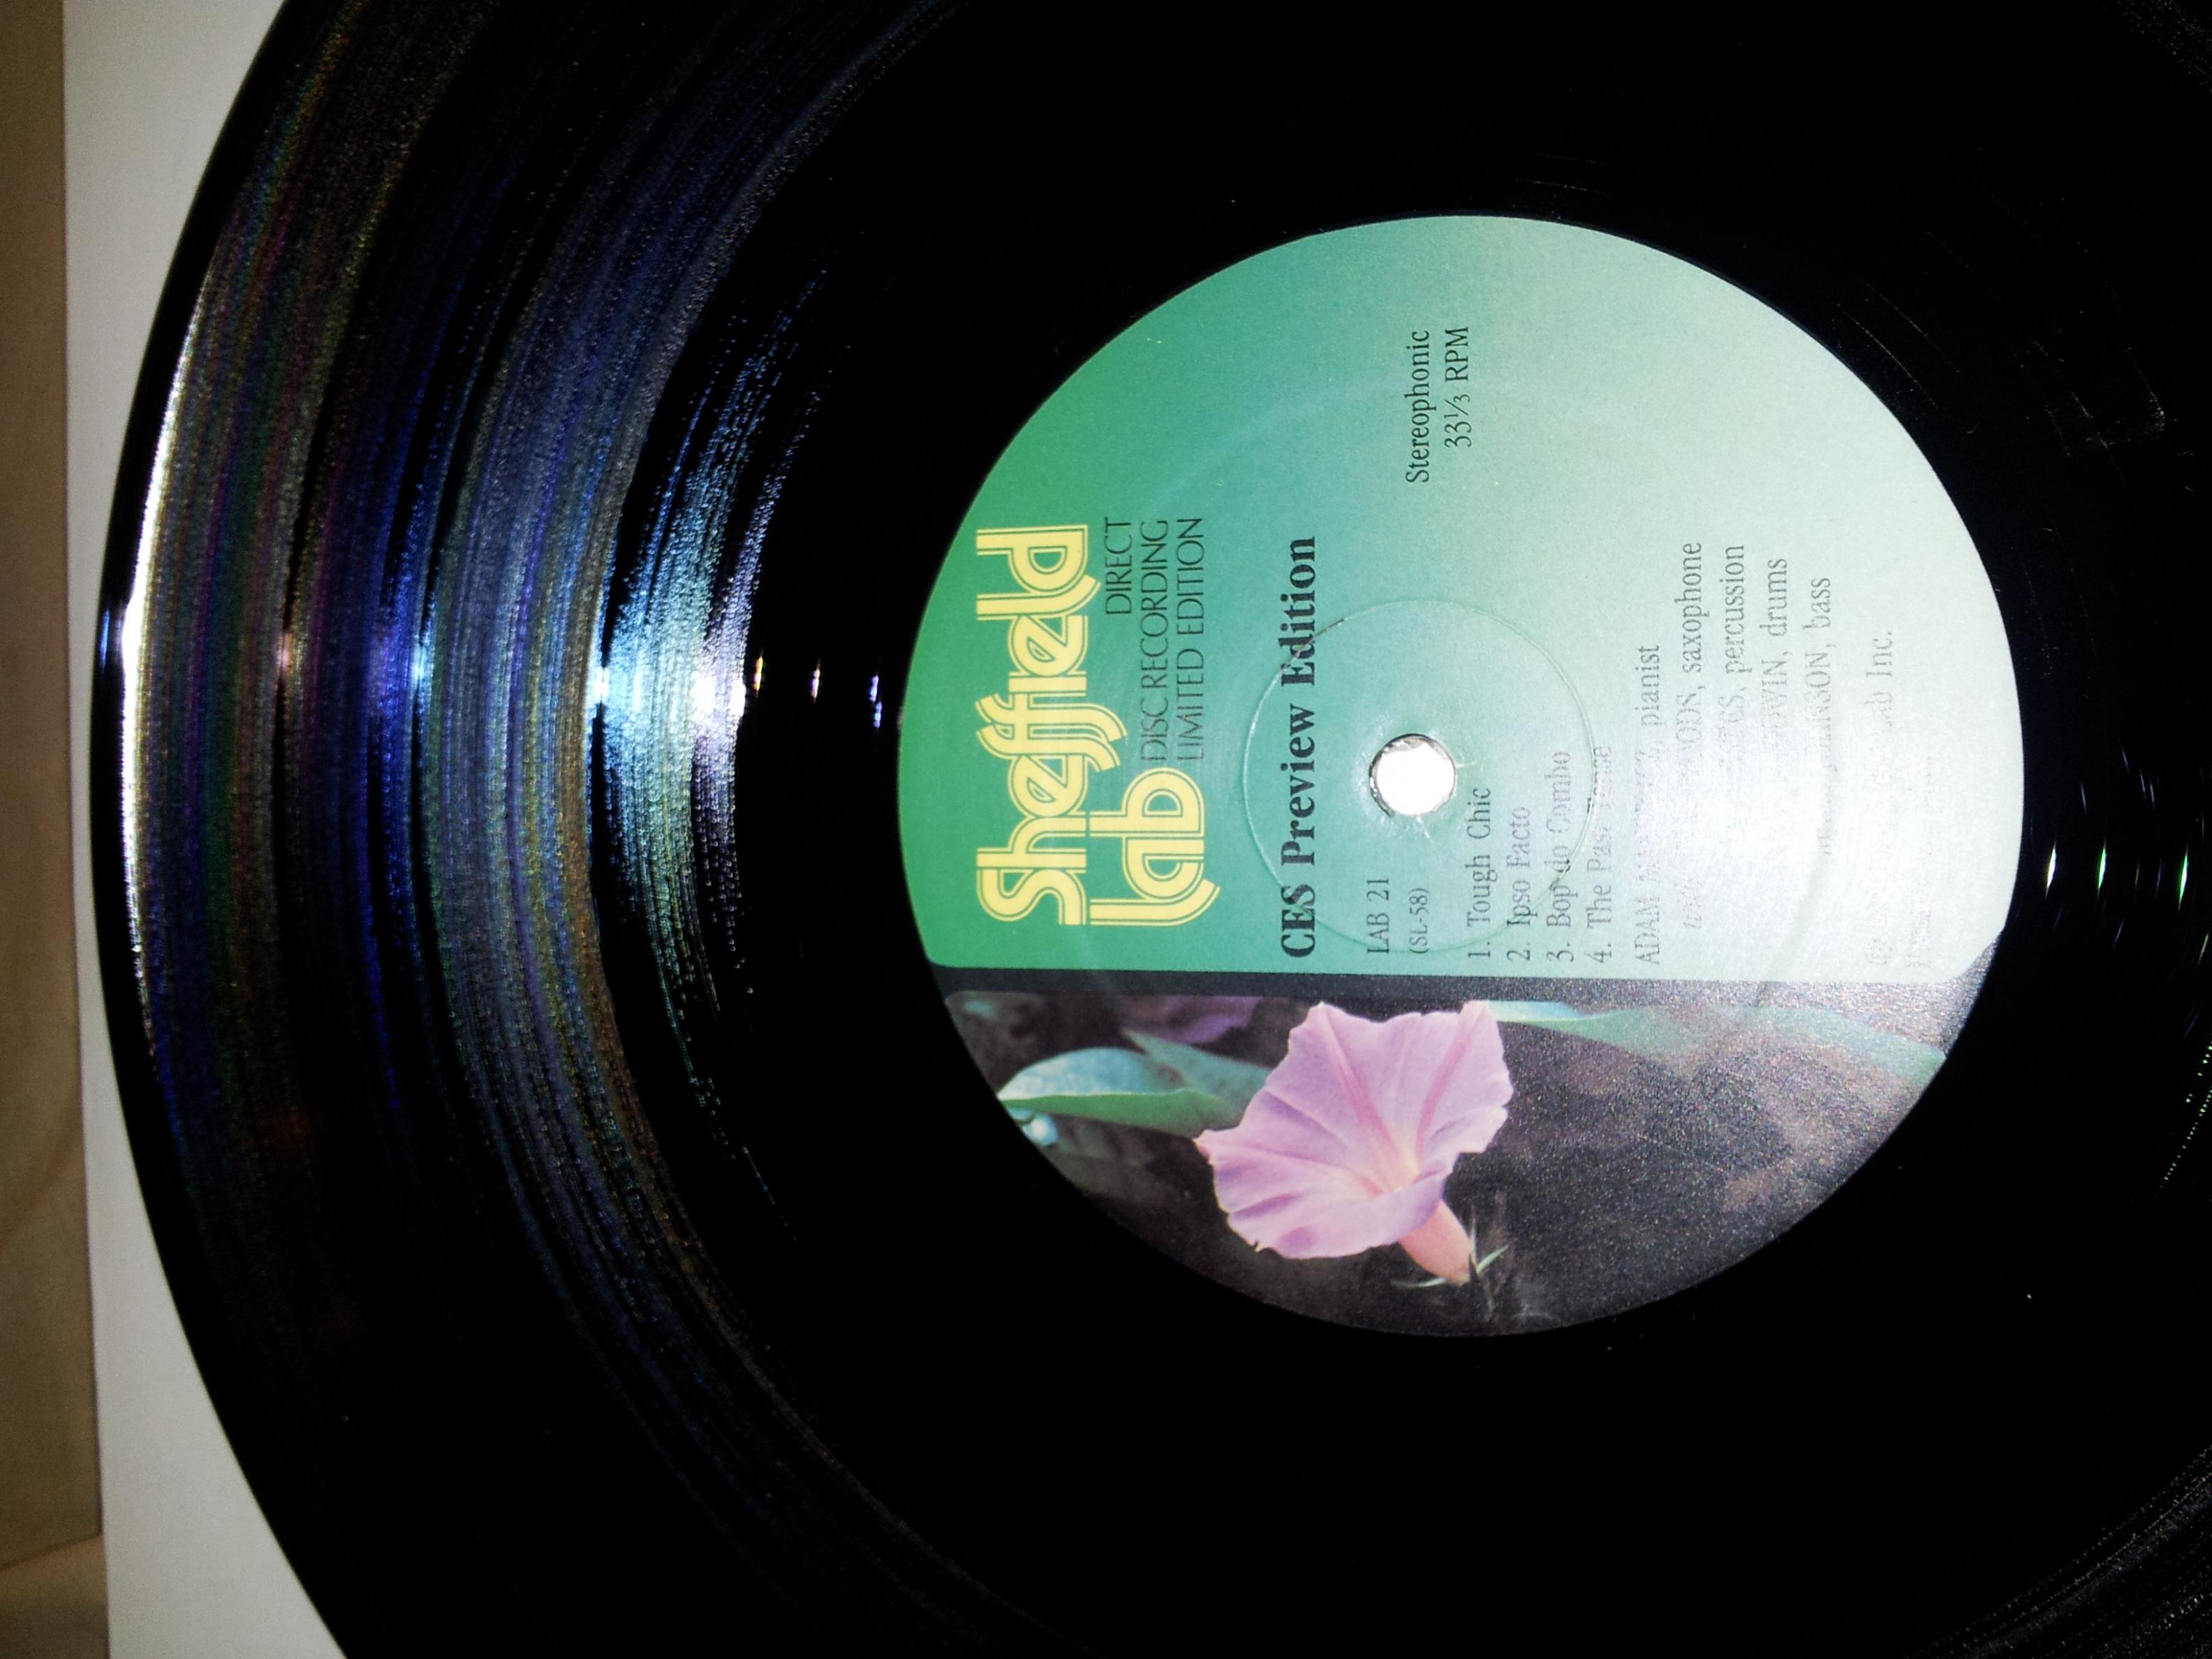 Sheffield
Lab
DIRECT
DISC RECORDING
LIMITED EDITION
CES Preview Edition
LAB 21
(SL-58)
Stereophonic
33⅓ RPM
1. Tough Chic
2. Ipso Facto
3. Bop do Combo
4. The Past Tense
ADAM pianist
saxophone
percussion
drums
bass
Inc.